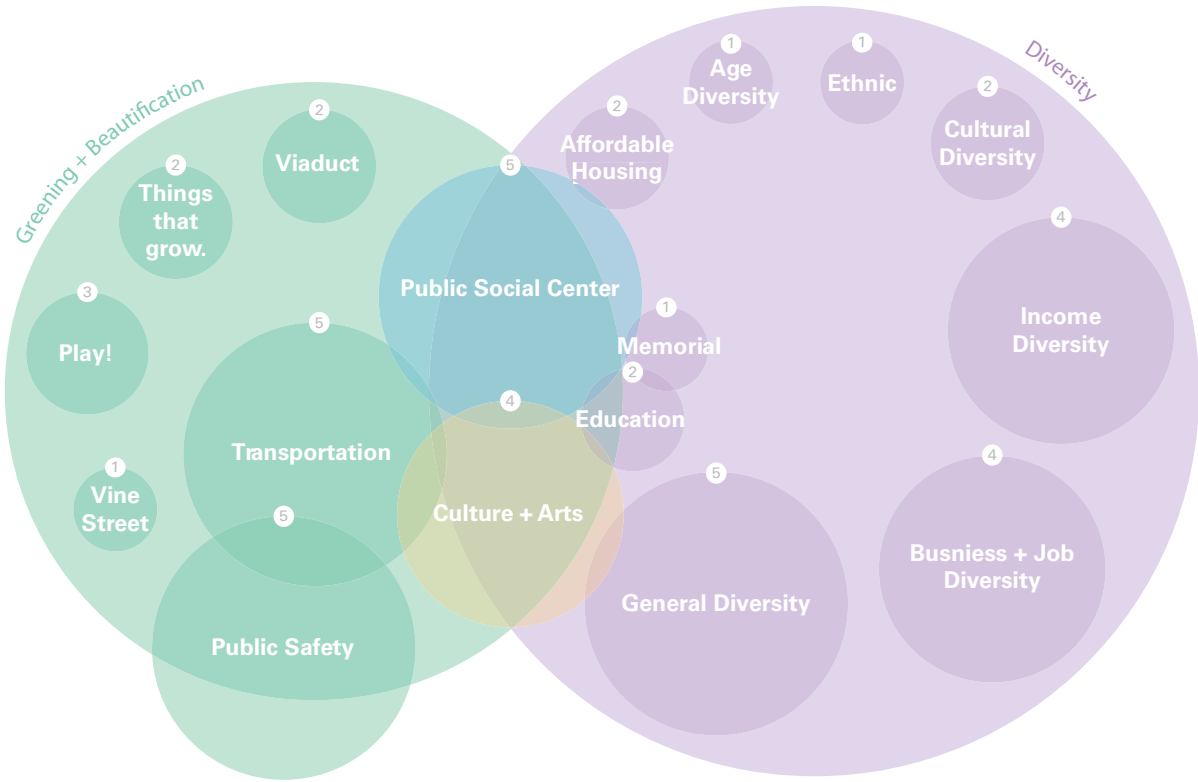 Greening + Beautification
2
Viaduct
2
Things
that
grow.
3
Play!
5
Transportation
1
Vine
Street
5
Public Safety
5
Public Social Center
4
Culture + Arts
Diversity
1
Age
Diversity
1
Ethnic
2
Cultural
Diversity
2
Affordable
Housing
4
Income
Diversity
1
Memorial
2
Education
4
Busniess + Job
Diversity
5
General Diversity